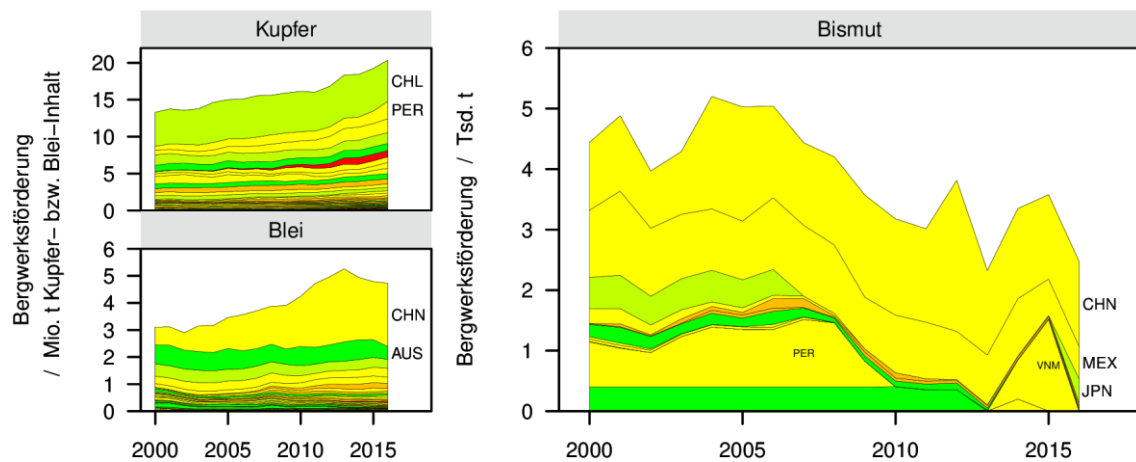 Kupfer
20
15
10
5
0
CHL
PER
Blei
6
5
4
3
2
1
0
CHN
AUS
2000 2005 2010 2015
Bergwerksförderung
/ Mio. t Kupfer− bzw. Blei−Inhalt
Bismut
Bergwerksförderung / Tsd. t
6
5
4
3
2
1
0
PER
VNM
CHN
MEX
JPN
2000 2005 2010 2015